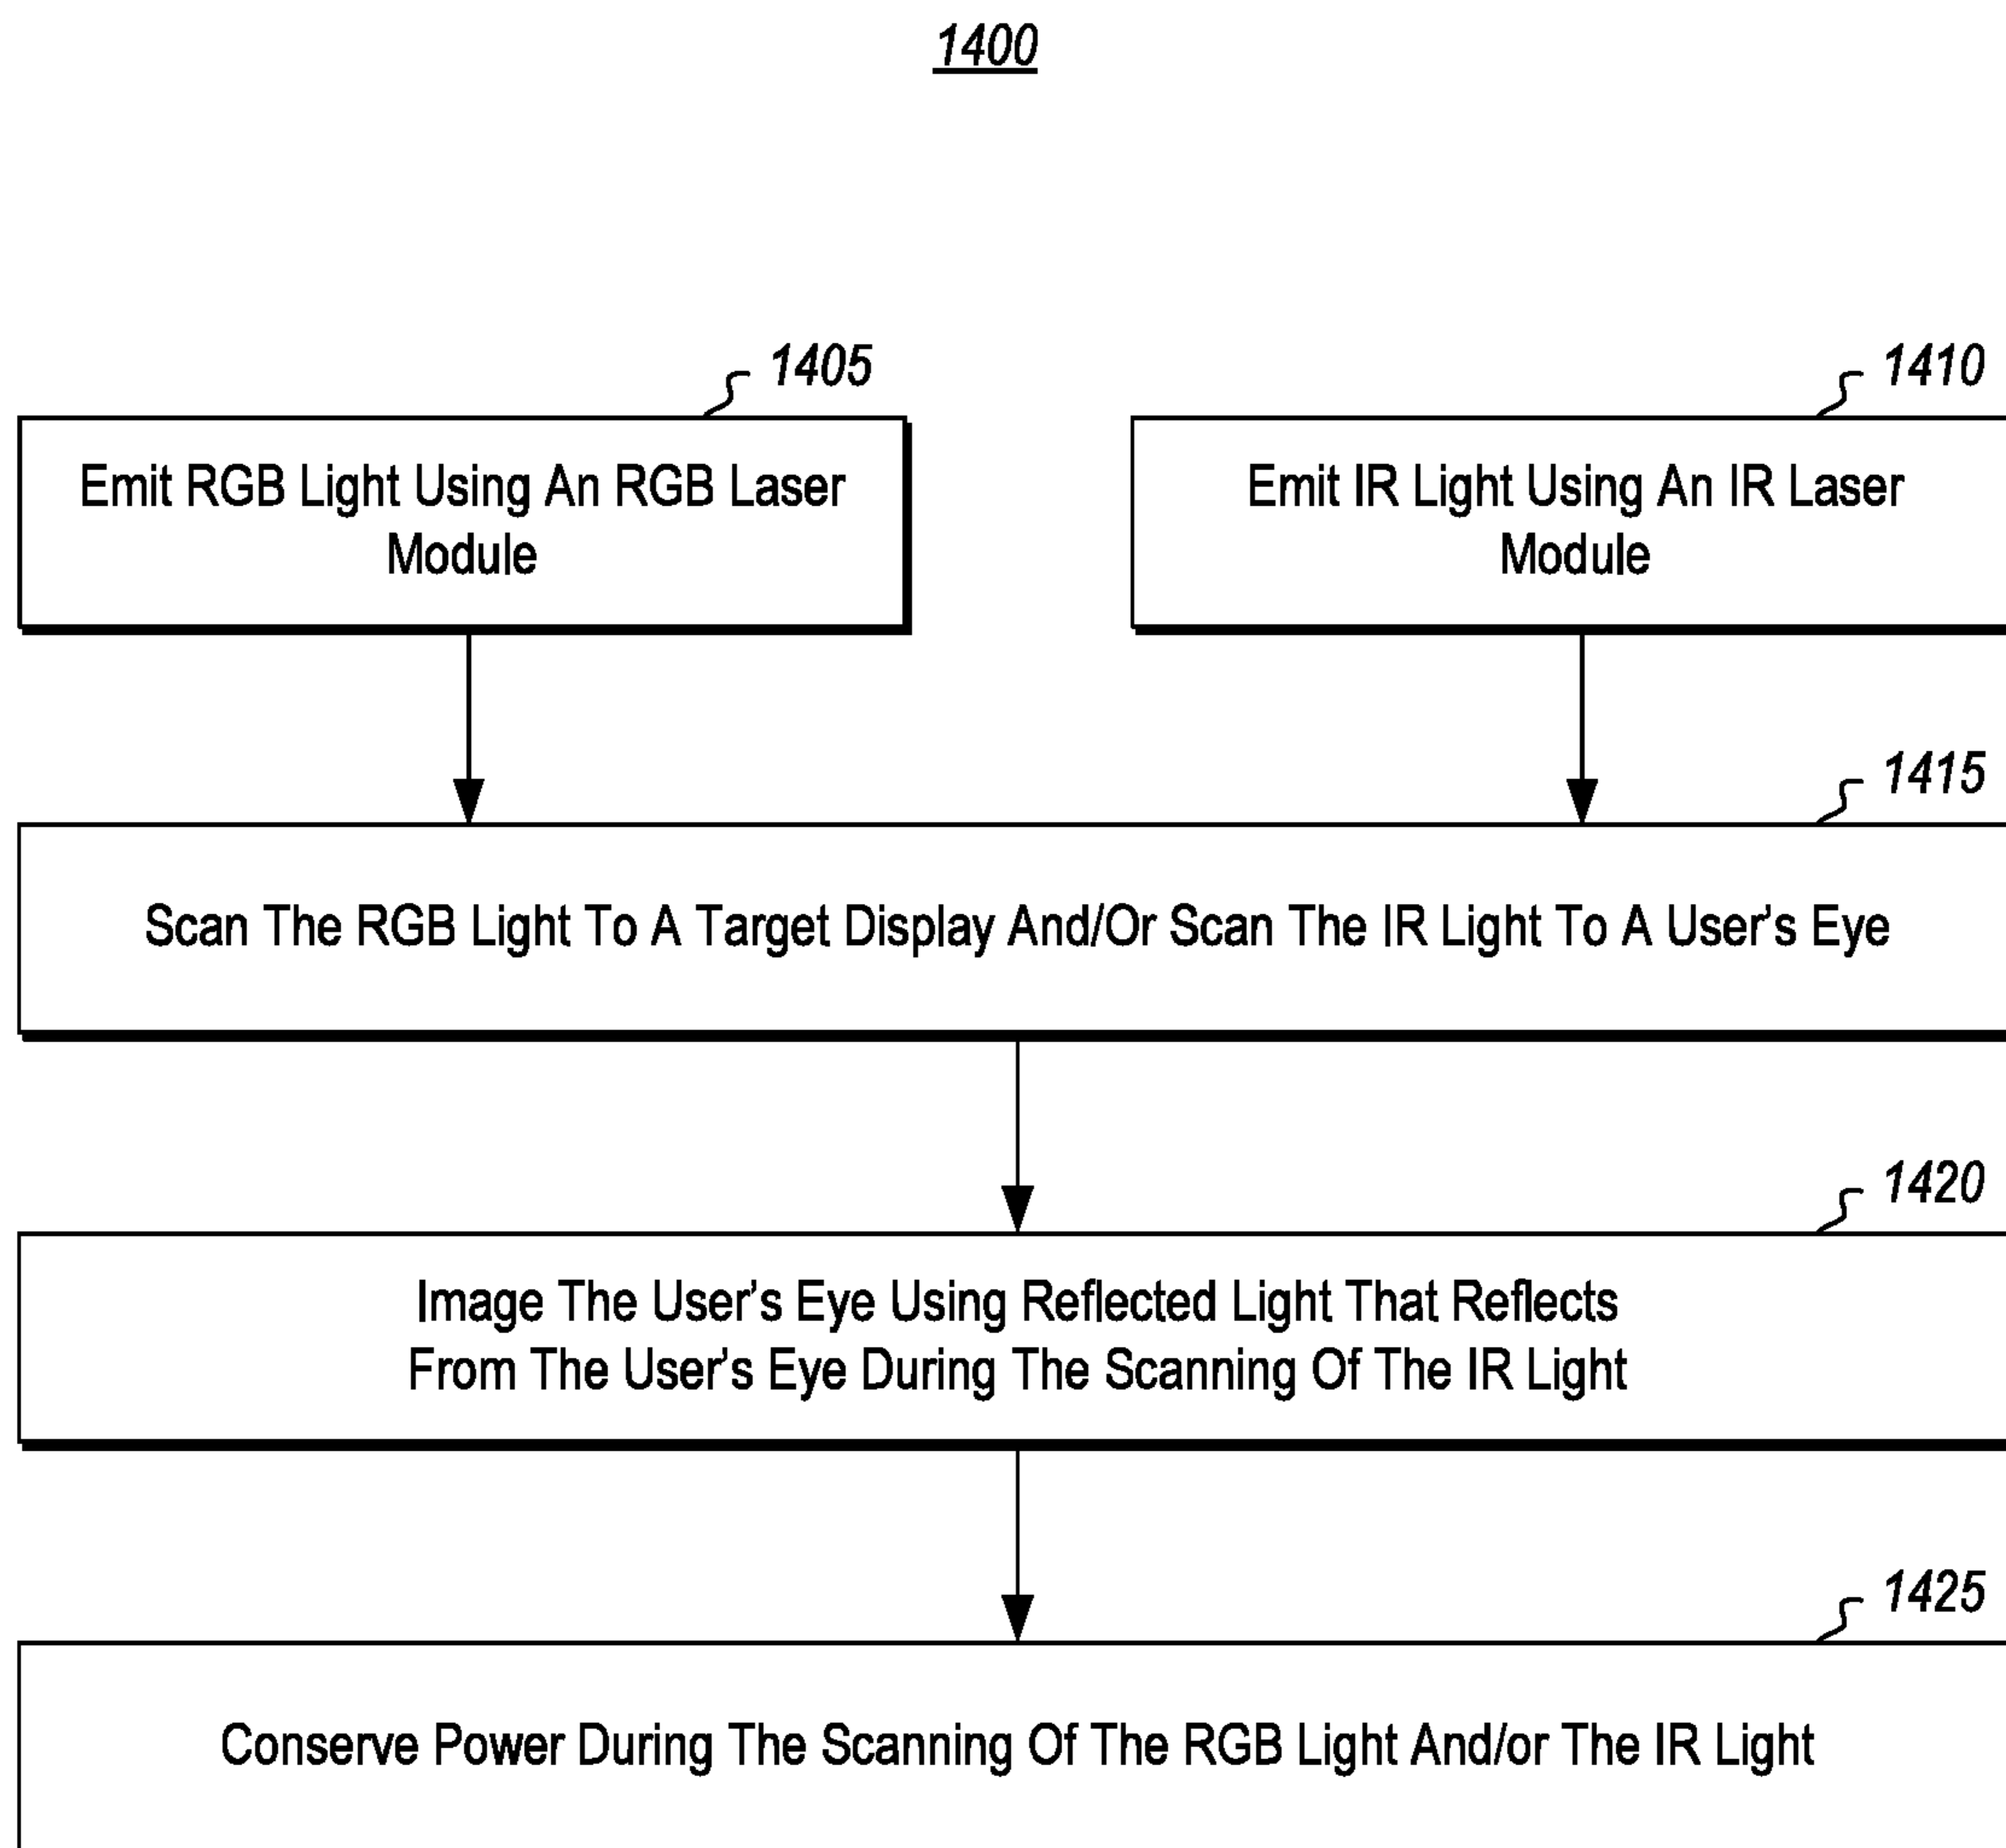 1400
1405
1410
Emit RGB Light Using An RGB Laser
Module
Emit IR Light Using An IR Laser
Module
1415
Scan The RGB Light To A Target Display And/Or Scan The IR Light To A User's Eye
1420
Image The User's Eye Using Reflected Light That Reflects
From The User's Eye During The Scanning Of The IR Light
1425
Conserve Power During The Scanning Of The RGB Light And/or The IR Light